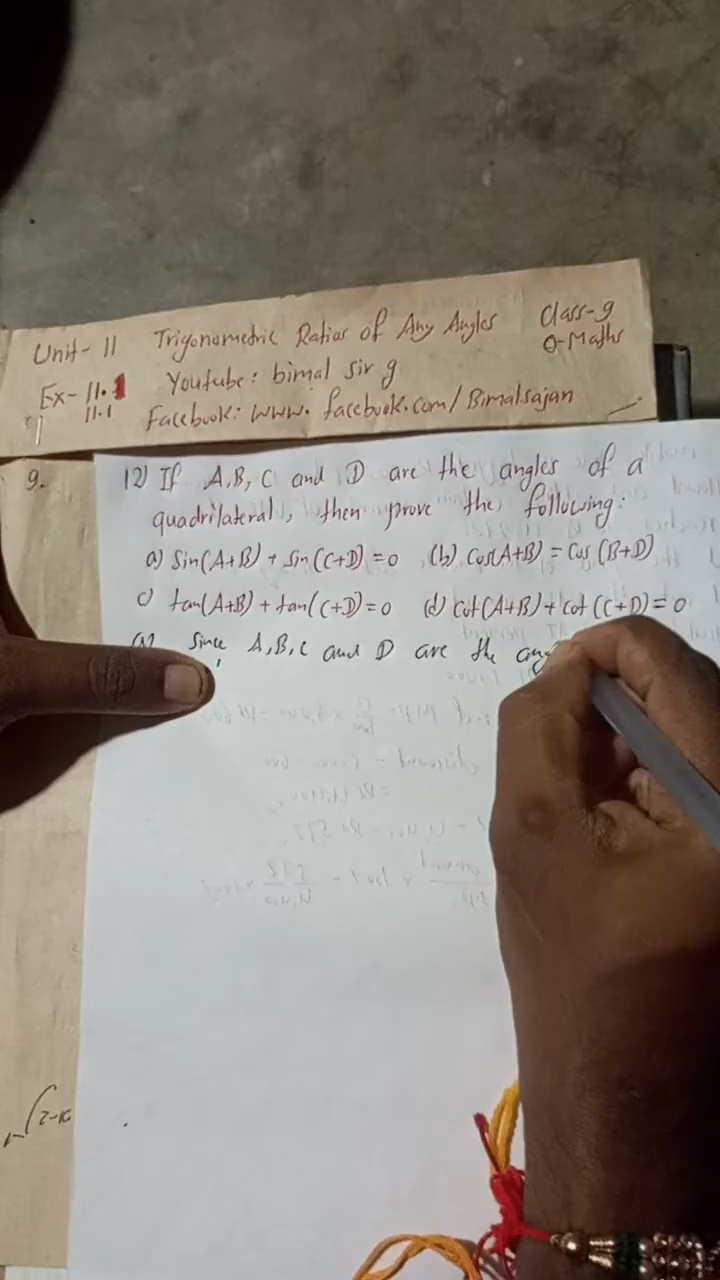 Unit- 11 Trigonometric Ratios of Any Angles Class-9
O-Maths
Ex- 11.1 Youtube: bimal sir g
11.1 Facebook: www. facebook.com/Bimalsajan
9.
12) If A,B, C and D are the angles of a
quadrilateral, then prove the following:
a) Sin(A+B) + Sin(C+D) =0 (b) Cos(A+B) = Cos (B+D)
c) tan(A+B) + tan(C+D)=0 (d) Cot(A+B)+cot (C+D)=0
Since A,B,C and D are the ang